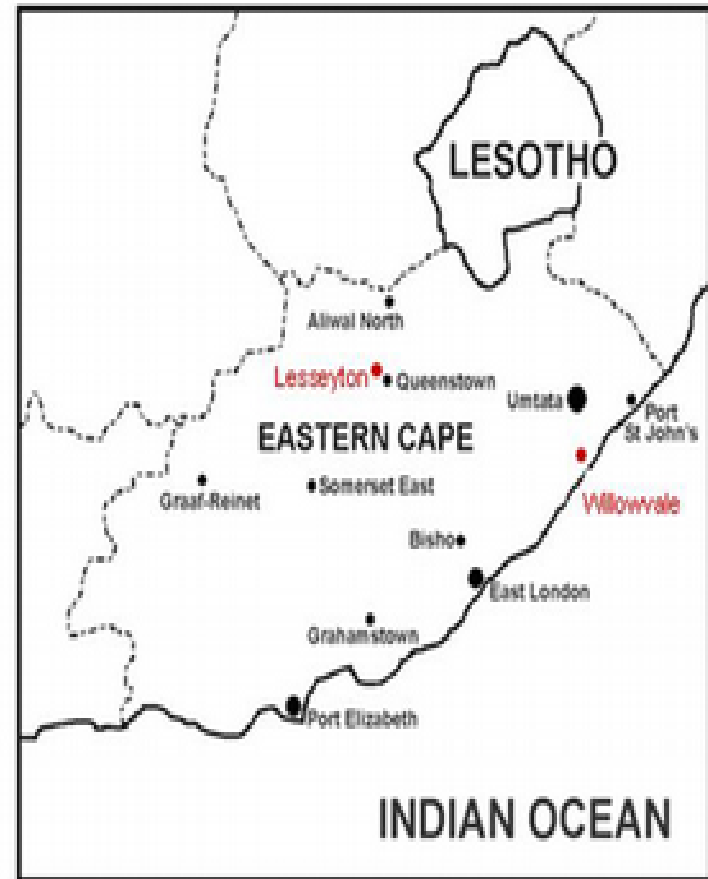 LESOTHO
Aliwal North
Lesseyton
Queenstown
Umtata
Port
St John's
EASTERN CAPE
Somerset East
Graaf-Reinet
Willowvale
Bisho
East London
Grahamstown
Port Elizabeth
INDIAN OCEAN